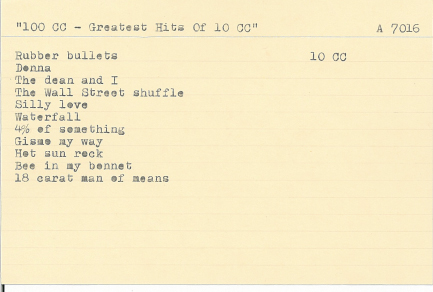 "100 CC - Greatest Hits Of 10 CC" A 7016
Rubber bullets 10 CC
Donna
The dean and I
The Wall Street shuffle
Silly love
Waterfall
4% of something
Gismo my way
Hot sun rock
Bee in my bonnet
18 carat man of means